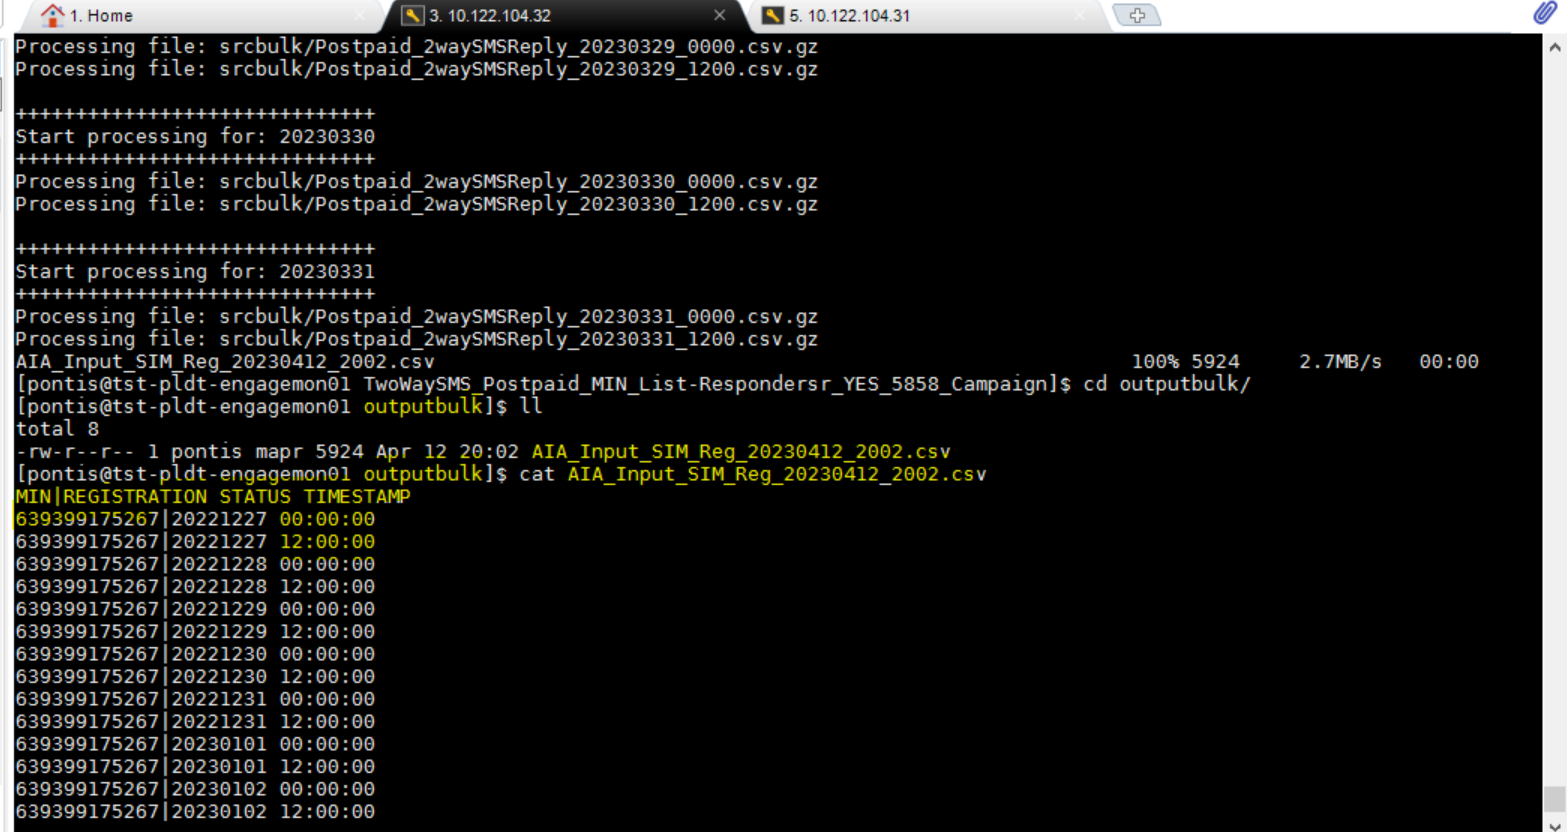 1. Home
3. 10.122.104.32
5. 10.122.104.31
Processing file: srcbulk/Postpaid_2waySMSReply_20230329_0000.csv.gz
Processing file: srcbulk/Postpaid_2waySMSReply_20230329_1200.csv.gz
++++++++++++++++++++++++++++++
Start processing for: 20230330
++++++++++++++++++++++++++++++
Processing file: srcbulk/Postpaid_2waySMSReply_20230330_0000.csv.gz
Processing file: srcbulk/Postpaid_2waySMSReply_20230330_1200.csv.gz
++++++++++++++++++++++++++++++
Start processing for: 20230331
++++++++++++++++++++++++++++++
Processing file: srcbulk/Postpaid_2waySMSReply_20230331_0000.csv.gz
Processing file: srcbulk/Postpaid_2waySMSReply_20230331_1200.csv.gz
AIA_Input_SIM_Reg_20230412_2002.csv 100% 5924 2.7MB/s 00:00
[pontis@tst-pldt-engagemon01 TwoWaySMS_Postpaid_MIN_List-Respondersr_YES_5858_Campaign]$ cd outputbulk/
[pontis@tst-pldt-engagemon01 outputbulk]$ ll
total 8
-rw-r--r-- 1 pontis mapr 5924 Apr 12 20:02 AIA_Input_SIM_Reg_20230412_2002.csv
[pontis@tst-pldt-engagemon01 outputbulk]$ cat AIA_Input_SIM_Reg_20230412_2002.csv
MIN|REGISTRATION STATUS TIMESTAMP
639399175267|20221227 00:00:00
639399175267|20221227 12:00:00
639399175267|20221228 00:00:00
639399175267|20221228 12:00:00
639399175267|20221229 00:00:00
639399175267|20221229 12:00:00
639399175267|20221230 00:00:00
639399175267|20221230 12:00:00
639399175267|20221231 00:00:00
639399175267|20221231 12:00:00
639399175267|20230101 00:00:00
639399175267|20230101 12:00:00
639399175267|20230102 00:00:00
639399175267|20230102 12:00:00